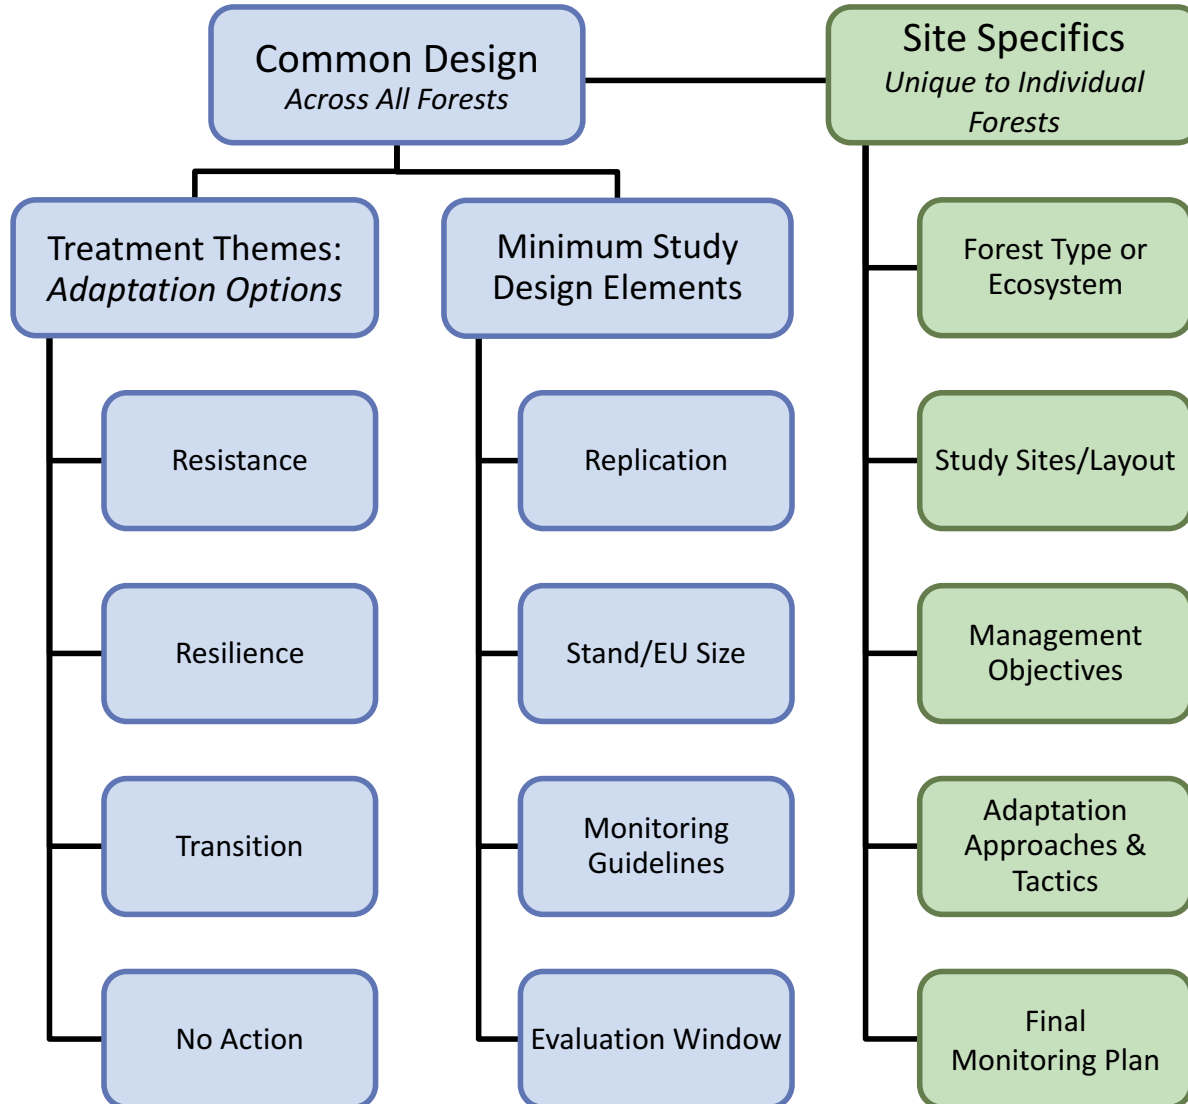 Common Design
Across All Forests
Site Specifics
Unique to Individual
Forests
Treatment Themes:
Adaptation Options
Minimum Study
Design Elements
Forest Type or
Ecosystem
Resistance
Replication
Study Sites/Layout
Resilience
Stand/EU Size
Management
Objectives
Transition
Monitoring
Guidelines
Adaptation
Approaches &
Tactics
No Action
Evaluation Window
Final
Monitoring Plan